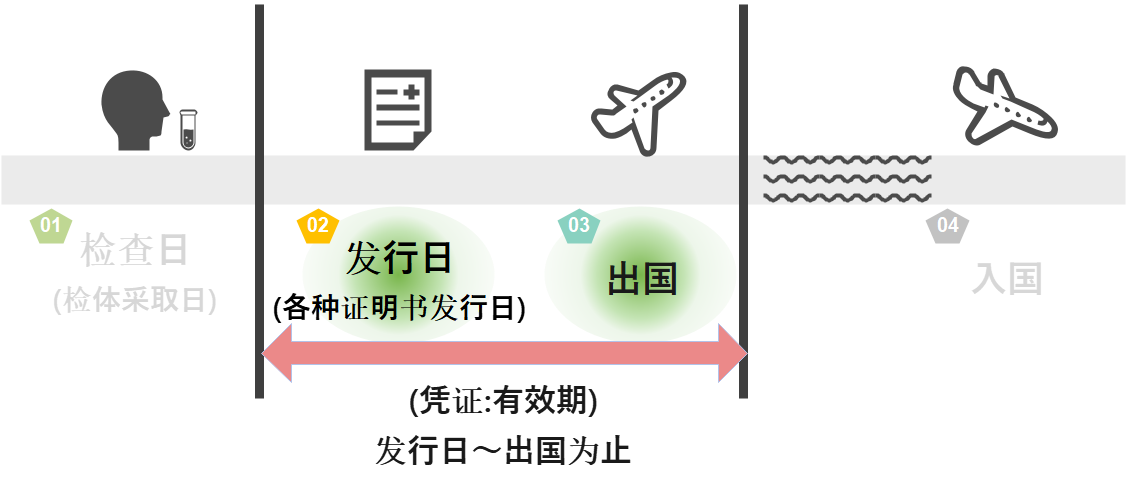 01
检查日
(检体采取日)
02
发行日
(各种证明书发行日)
03
出国
04
入国
(凭证:有效期)
发行日～出国为止